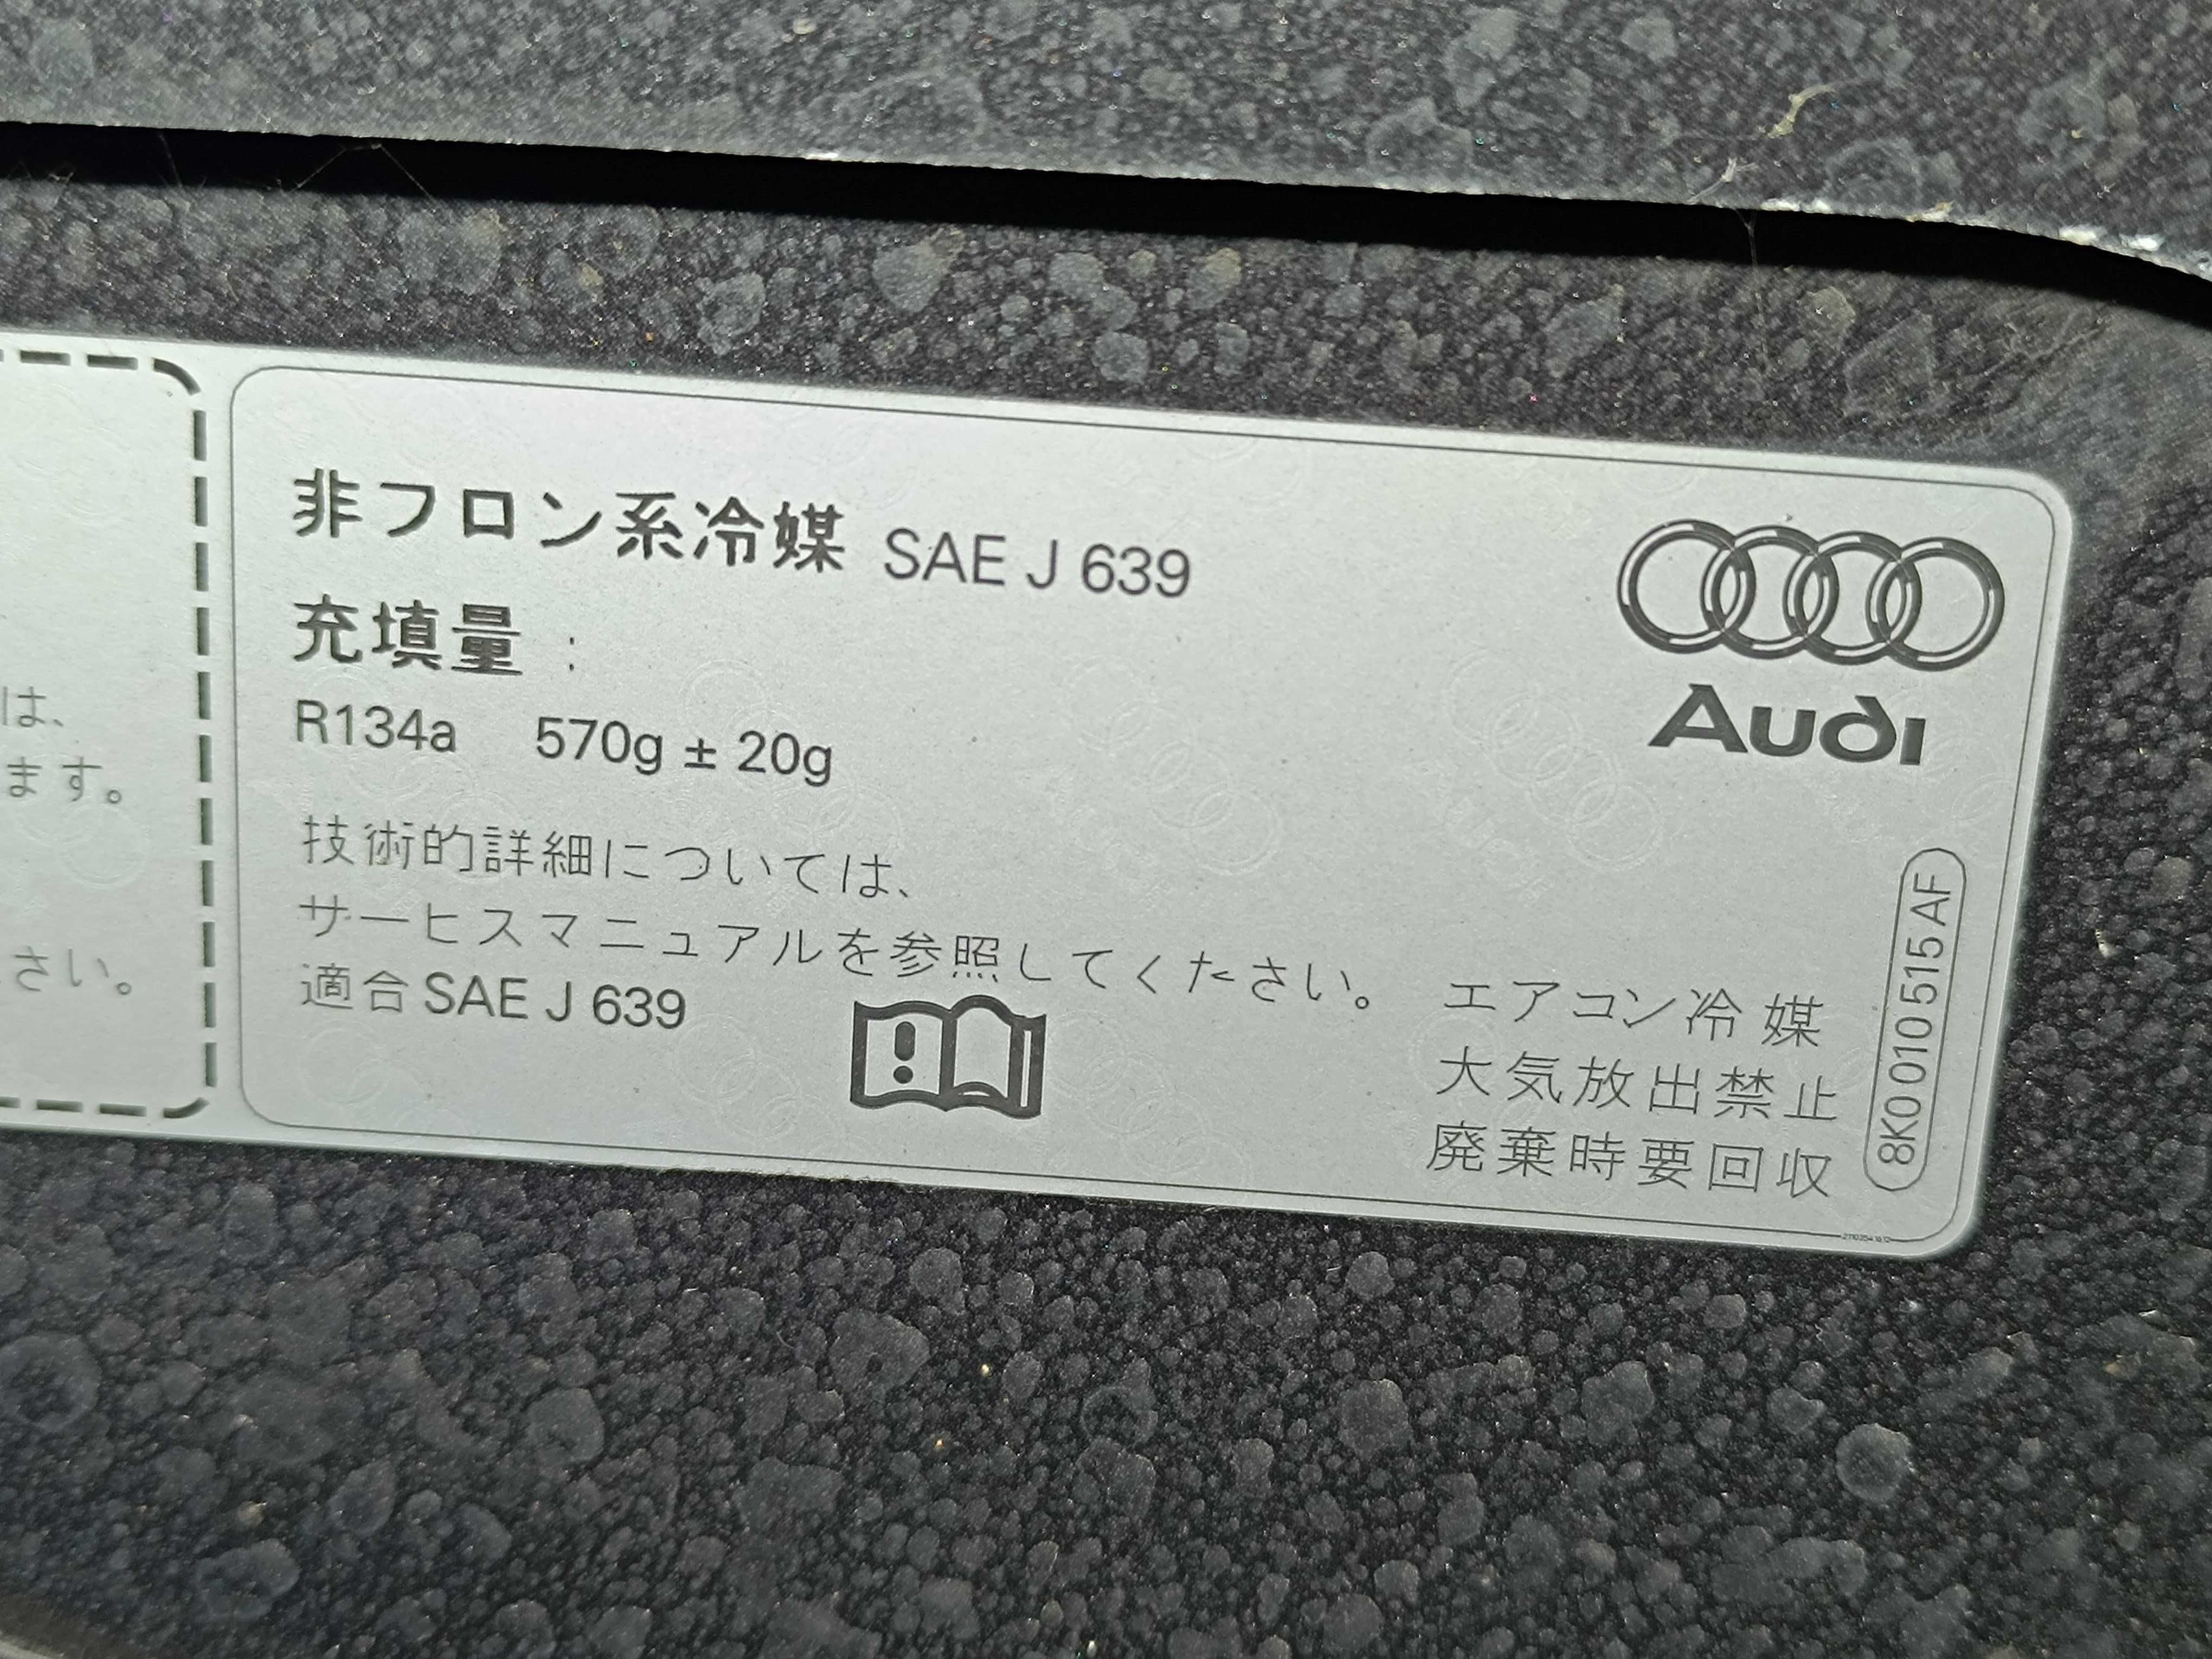 は、
ます。
さい。
非フロン系冷媒 SAE J 639
充填量 :
R134a 570g ± 20g
技術的詳細については、
サーヒスマニュアルを参照してください。
適合 SAE J 639
Audi
エアコン冷媒
大気放出禁止
廃棄時要回収
8K0 010 515 AF